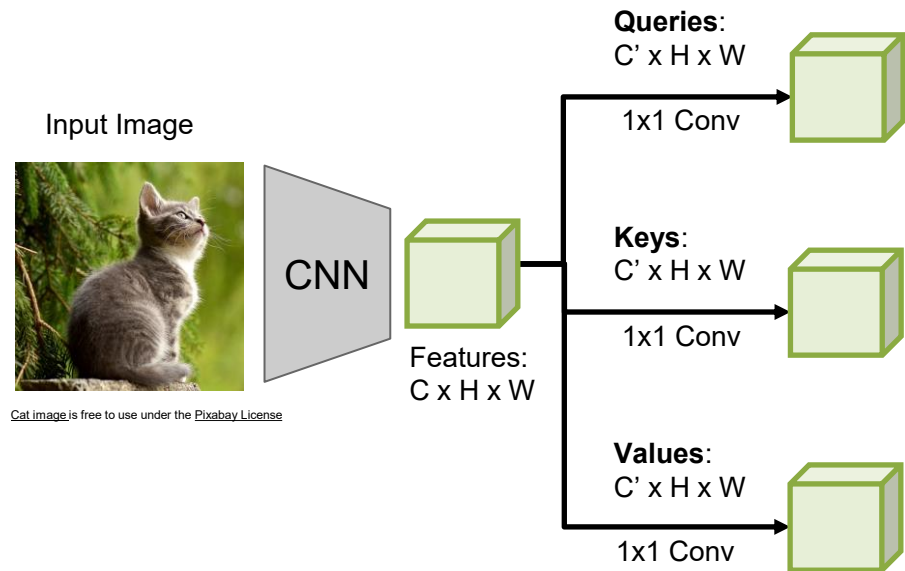 Input Image
Cat image is free to use under the Pixabay License
CNN
Features:
C x H x W
Queries:
C’ x H x W
1x1 Conv
Keys:
C’ x H x W
1x1 Conv
Values:
C’ x H x W
1x1 Conv